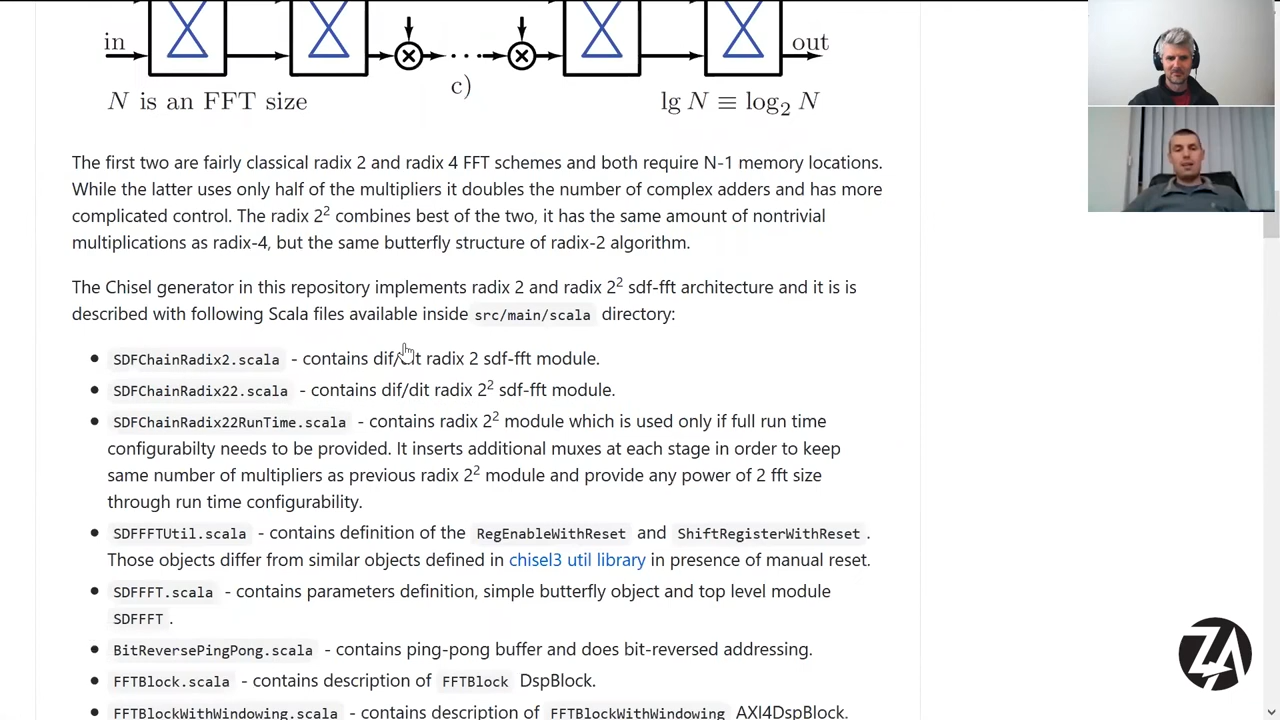 in
out
c)
N is an FFT size
lg N ≡ log₂ N
The first two are fairly classical radix 2 and radix 4 FFT schemes and both require N-1 memory locations.
While the latter uses only half of the multipliers it doubles the number of complex adders and has more
complicated control. The radix 2² combines best of the two, it has the same amount of nontrivial
multiplications as radix-4, but the same butterfly structure of radix-2 algorithm.
The Chisel generator in this repository implements radix 2 and radix 2² sdf-fft architecture and it is is
described with following Scala files available inside src/main/scala directory:
• SDFChainRadix2.scala - contains dif/dit radix 2 sdf-fft module.
• SDFChainRadix22.scala - contains dif/dit radix 2² sdf-fft module.
• SDFChainRadix22RunTime.scala - contains radix 2² module which is used only if full run time
configurabilty needs to be provided. It inserts additional muxes at each stage in order to keep
same number of multipliers as previous radix 2² module and provide any power of 2 fft size
through run time configurability.
• SDFFFTUtil.scala - contains definition of the RegEnableWithReset and ShiftRegisterWithReset .
Those objects differ from similar objects defined in chisel3 util library in presence of manual reset.
• SDFFFT.scala - contains parameters definition, simple butterfly object and top level module
SDFFFT .
• BitReversePingPong.scala - contains ping-pong buffer and does bit-reversed addressing.
• FFTBlock.scala - contains description of FFTBlock DspBlock.
• FFTBlockWithWindowing.scala - contains description of FFTBlockWithWindowing AXI4DspBlock.
ZA